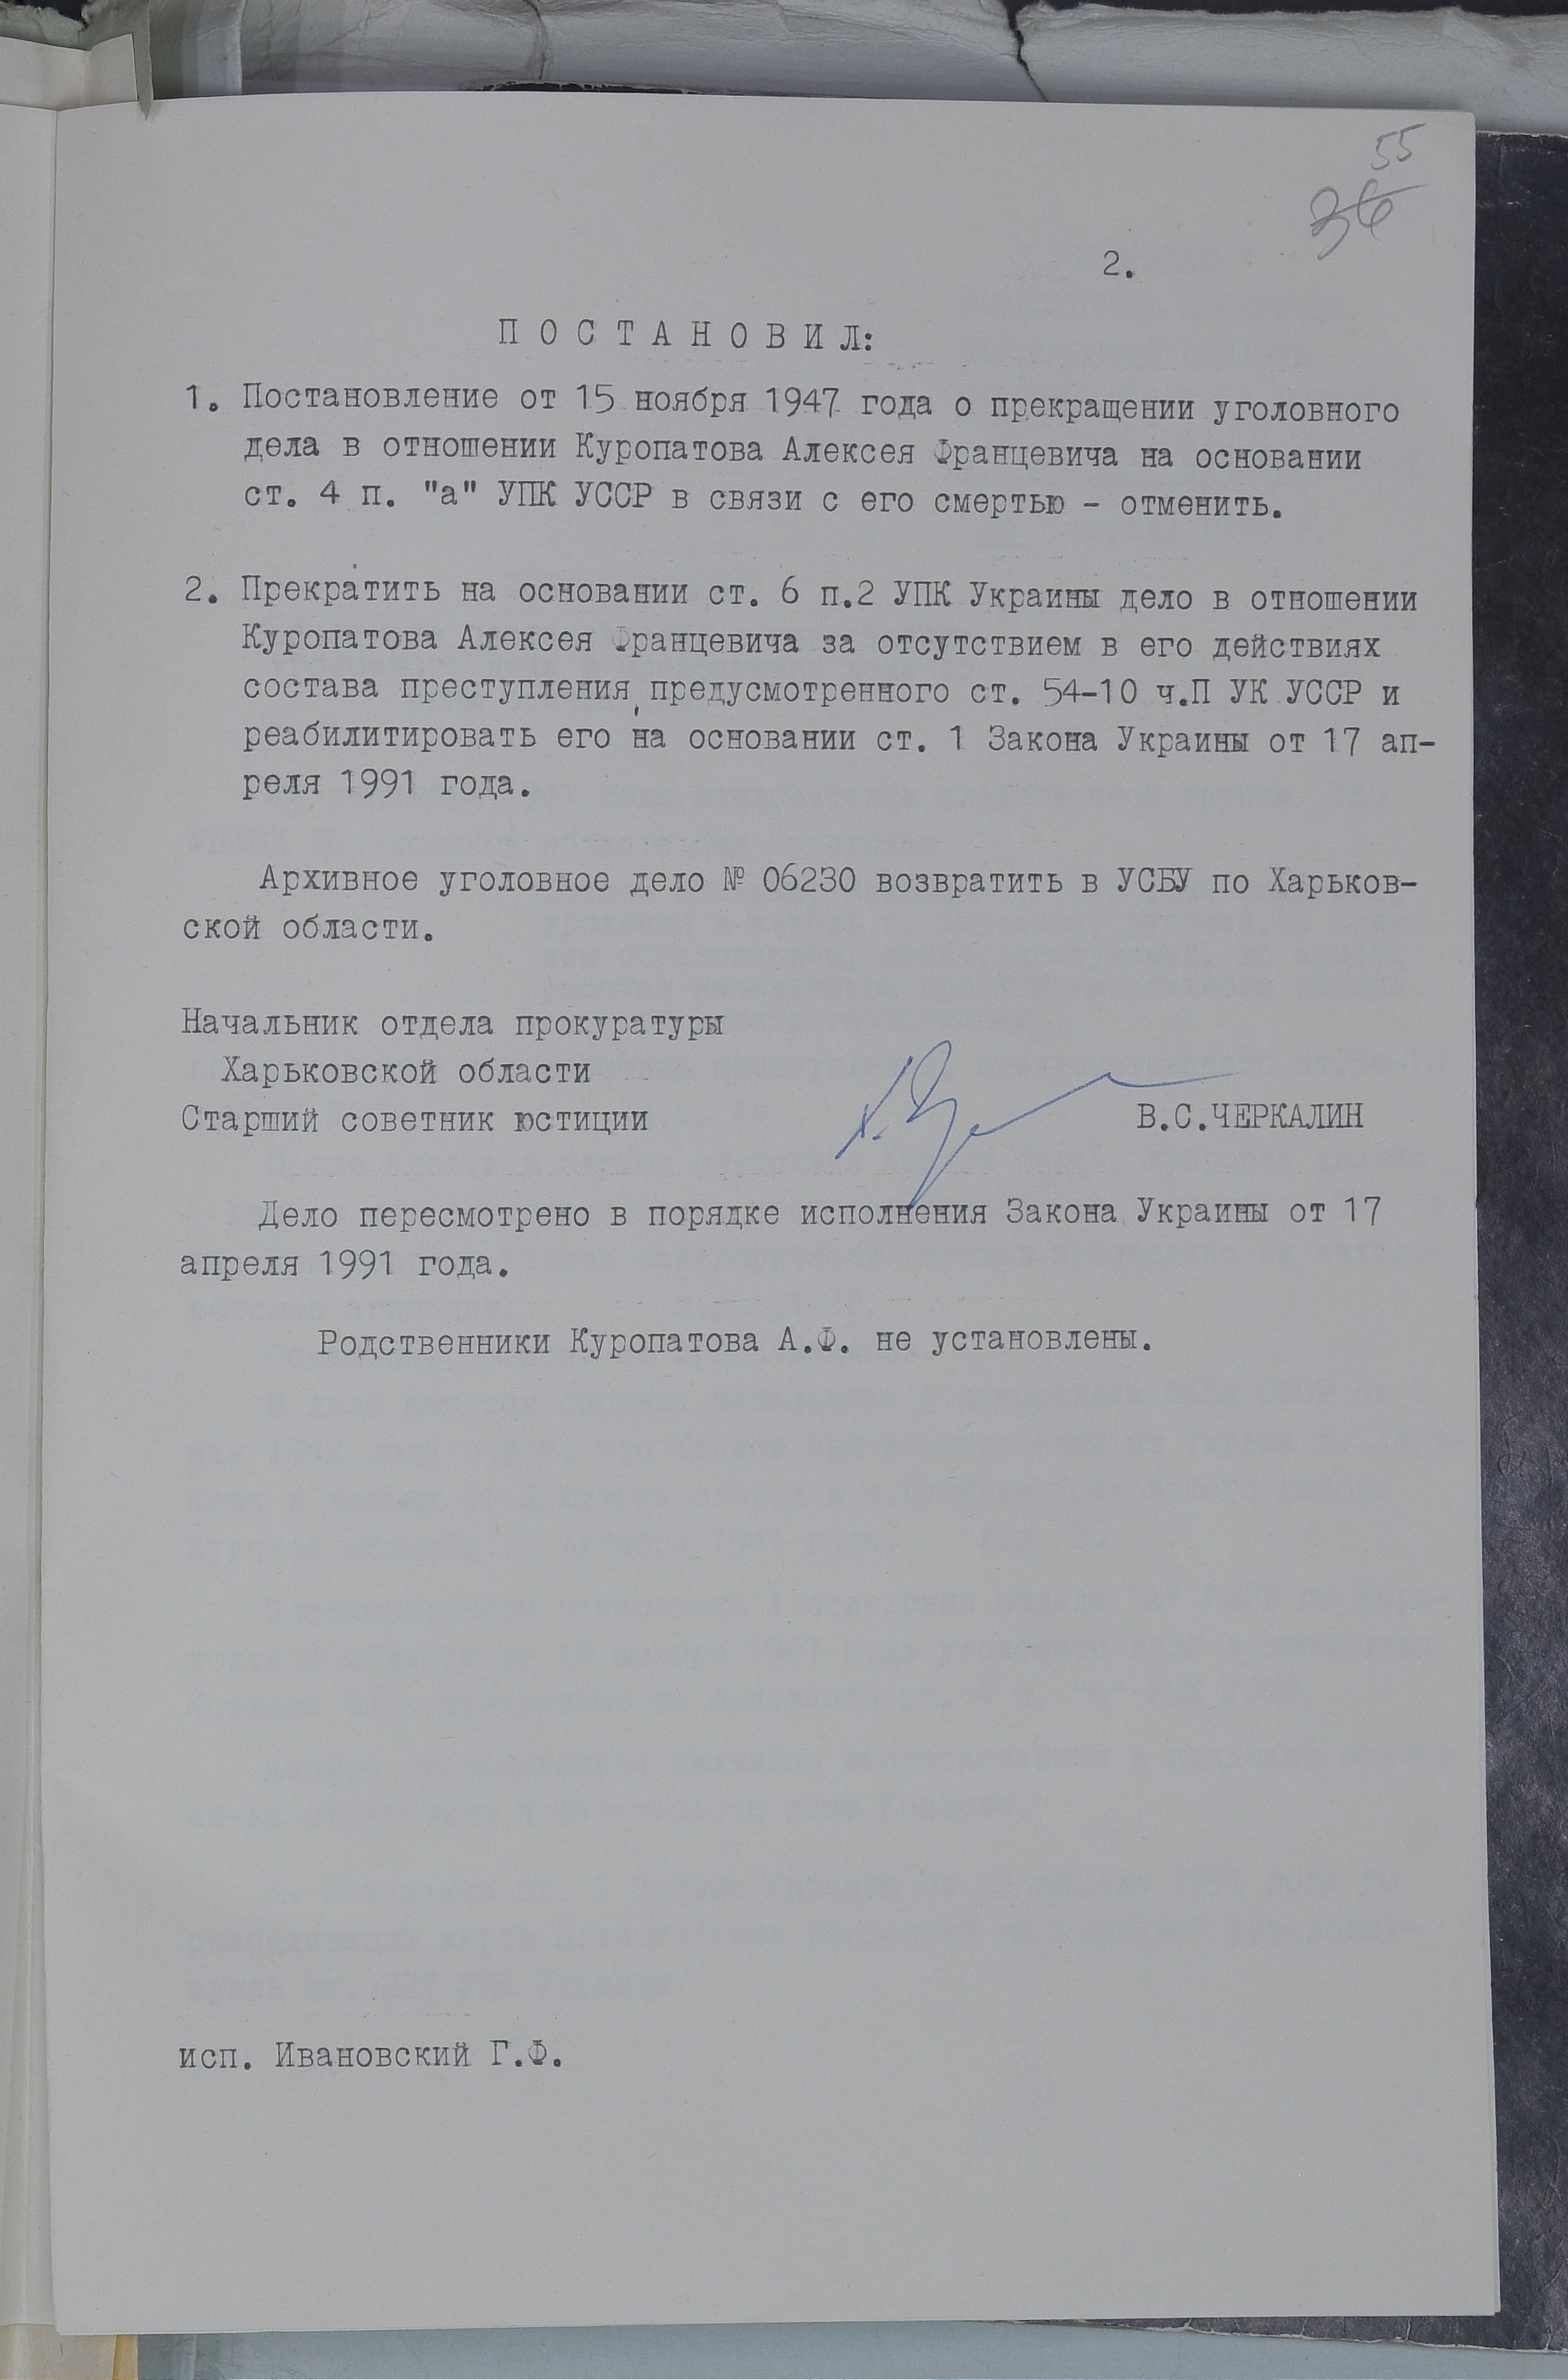 55
36
2.
П О С Т А Н О В И Л:
1. Постановление от 15 ноября 1947 года о прекращении уголовного
дела в отношении Куропатова Алексея Францевича на основании
ст. 4 п. "а" УПК УССР в связи с его смертью - отменить.
2. Прекратить на основании ст. 6 п.2 УПК Украины дело в отношении
Куропатова Алексея Францевича за отсутствием в его действиях
состава преступления, предусмотренного ст. 54-10 ч.П УК УССР и
реабилитировать его на основании ст. 1 Закона Украины от 17 ап-
реля 1991 года.
Архивное уголовное дело № 06230 возвратить в УСБУ по Харьков-
ской области.
Начальник отдела прокуратуры
Харьковской области
Старший советник юстиции
В.С.ЧЕРКАЛИН
Дело пересмотрено в порядке исполнения Закона Украины от 17
апреля 1991 года.
Родственники Куропатова А.Ф. не установлены.
исп. Ивановский Г.Ф.